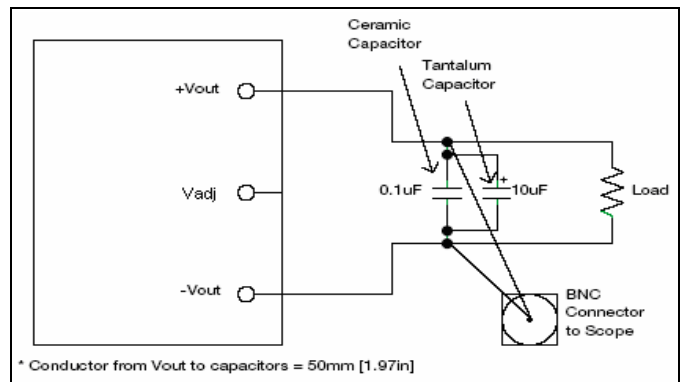 Ceramic
Capacitor
Tantalum
Capacitor
+Vout
+
0.1uF
10uF
Vadj
Load
-Vout
BNC
Connector
to Scope
* Conductor from Vout to capacitors = 50mm [1.97in]